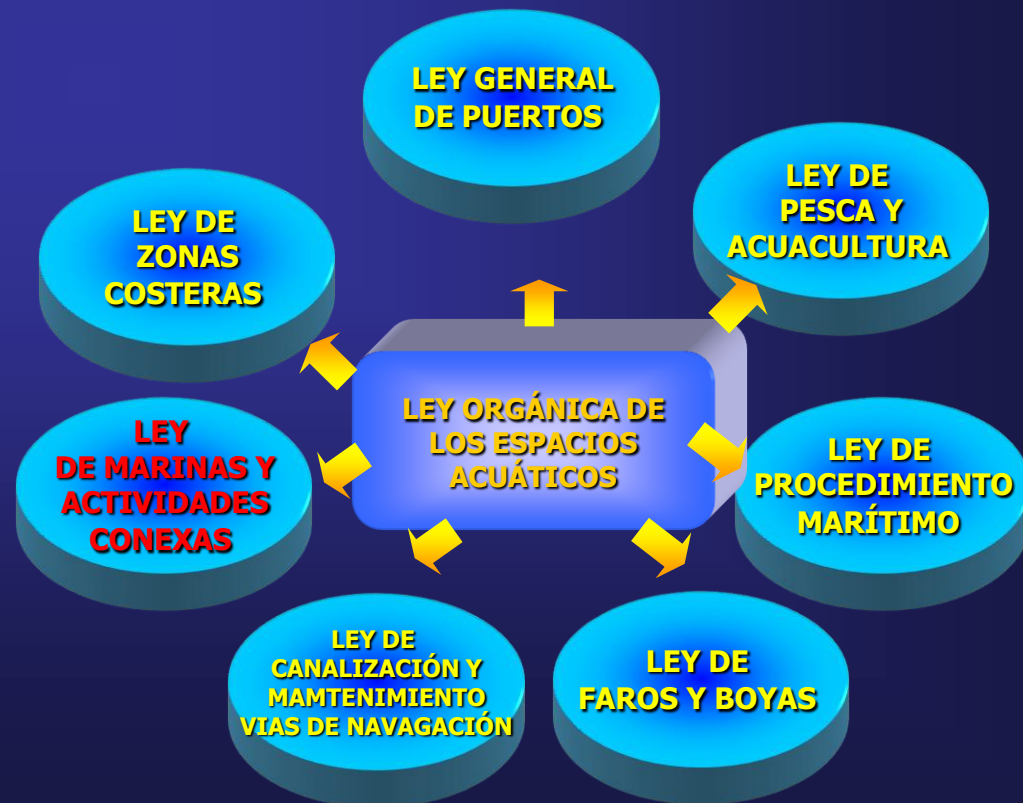 LEY GENERAL
DE PUERTOS
LEY DE
PESCA Y
ACUACULTURA
LEY DE
ZONAS
COSTERAS
LEY ORGÁNICA DE
LOS ESPACIOS
ACUÁTICOS
LEY
DE MARINAS Y
ACTIVIDADES
CONEXAS
LEY DE
PROCEDIMIENTO
MARÍTIMO
LEY DE
CANALIZACIÓN Y
MAMTENIMIENTO
VIAS DE NAVAGACIÓN
LEY DE
FAROS Y BOYAS